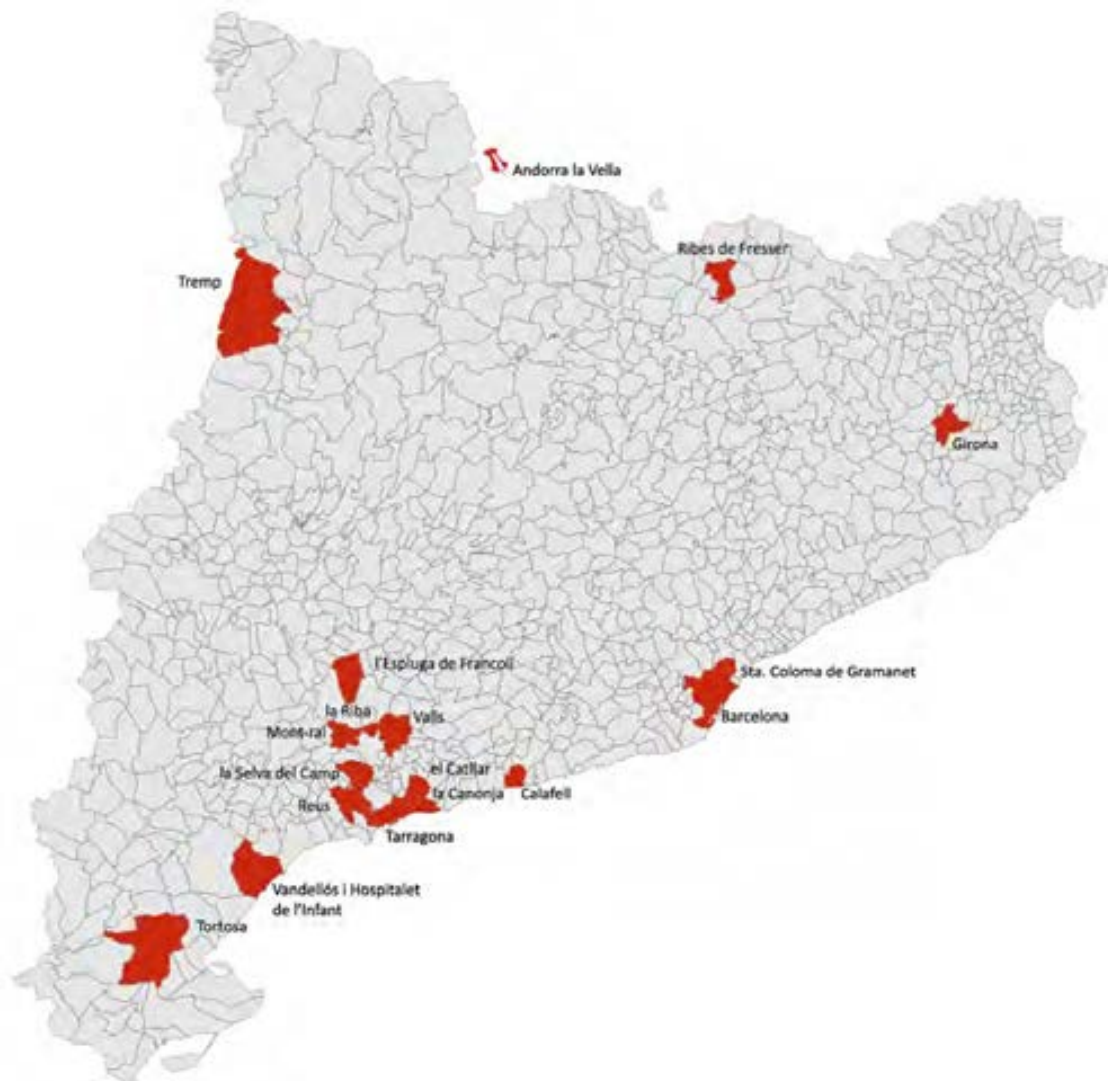 Andorra la Vella
Ribes de Fresser
Tremp
Girona
l'Espluga de Francolí
Sta. Coloma de Gramanet
la Riba
Valls
Barcelona
Mont-ral
la Selva del Camp
el Catllar
la Canonja
Calafell
Reus
Tarragona
Vandellós i Hospitalet
de l'Infant
Tortosa